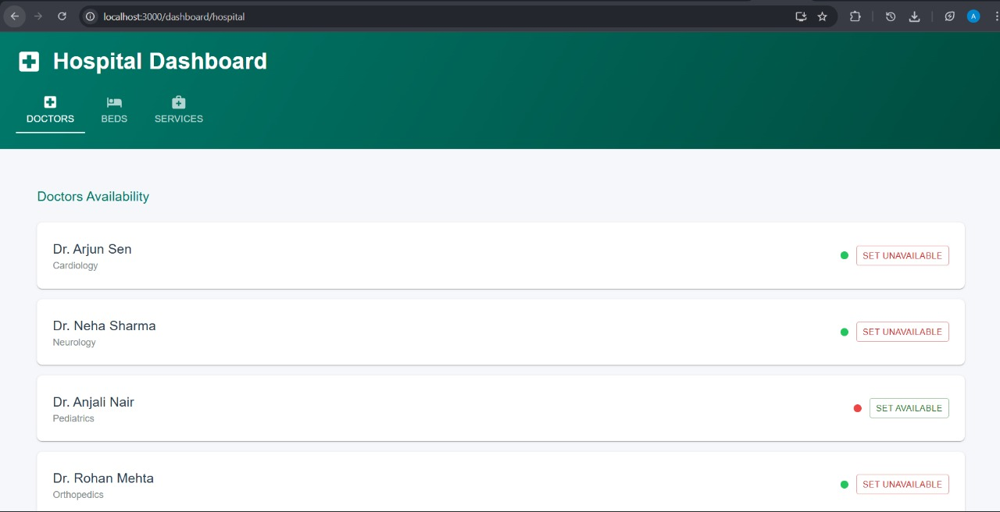 localhost:3000/dashboard/hospital
A
Hospital Dashboard
DOCTORS BEDS SERVICES
Doctors Availability
Dr. Arjun Sen
Cardiology
SET UNAVAILABLE
Dr. Neha Sharma
Neurology
SET UNAVAILABLE
Dr. Anjali Nair
Pediatrics
SET AVAILABLE
Dr. Rohan Mehta
Orthopedics
SET UNAVAILABLE